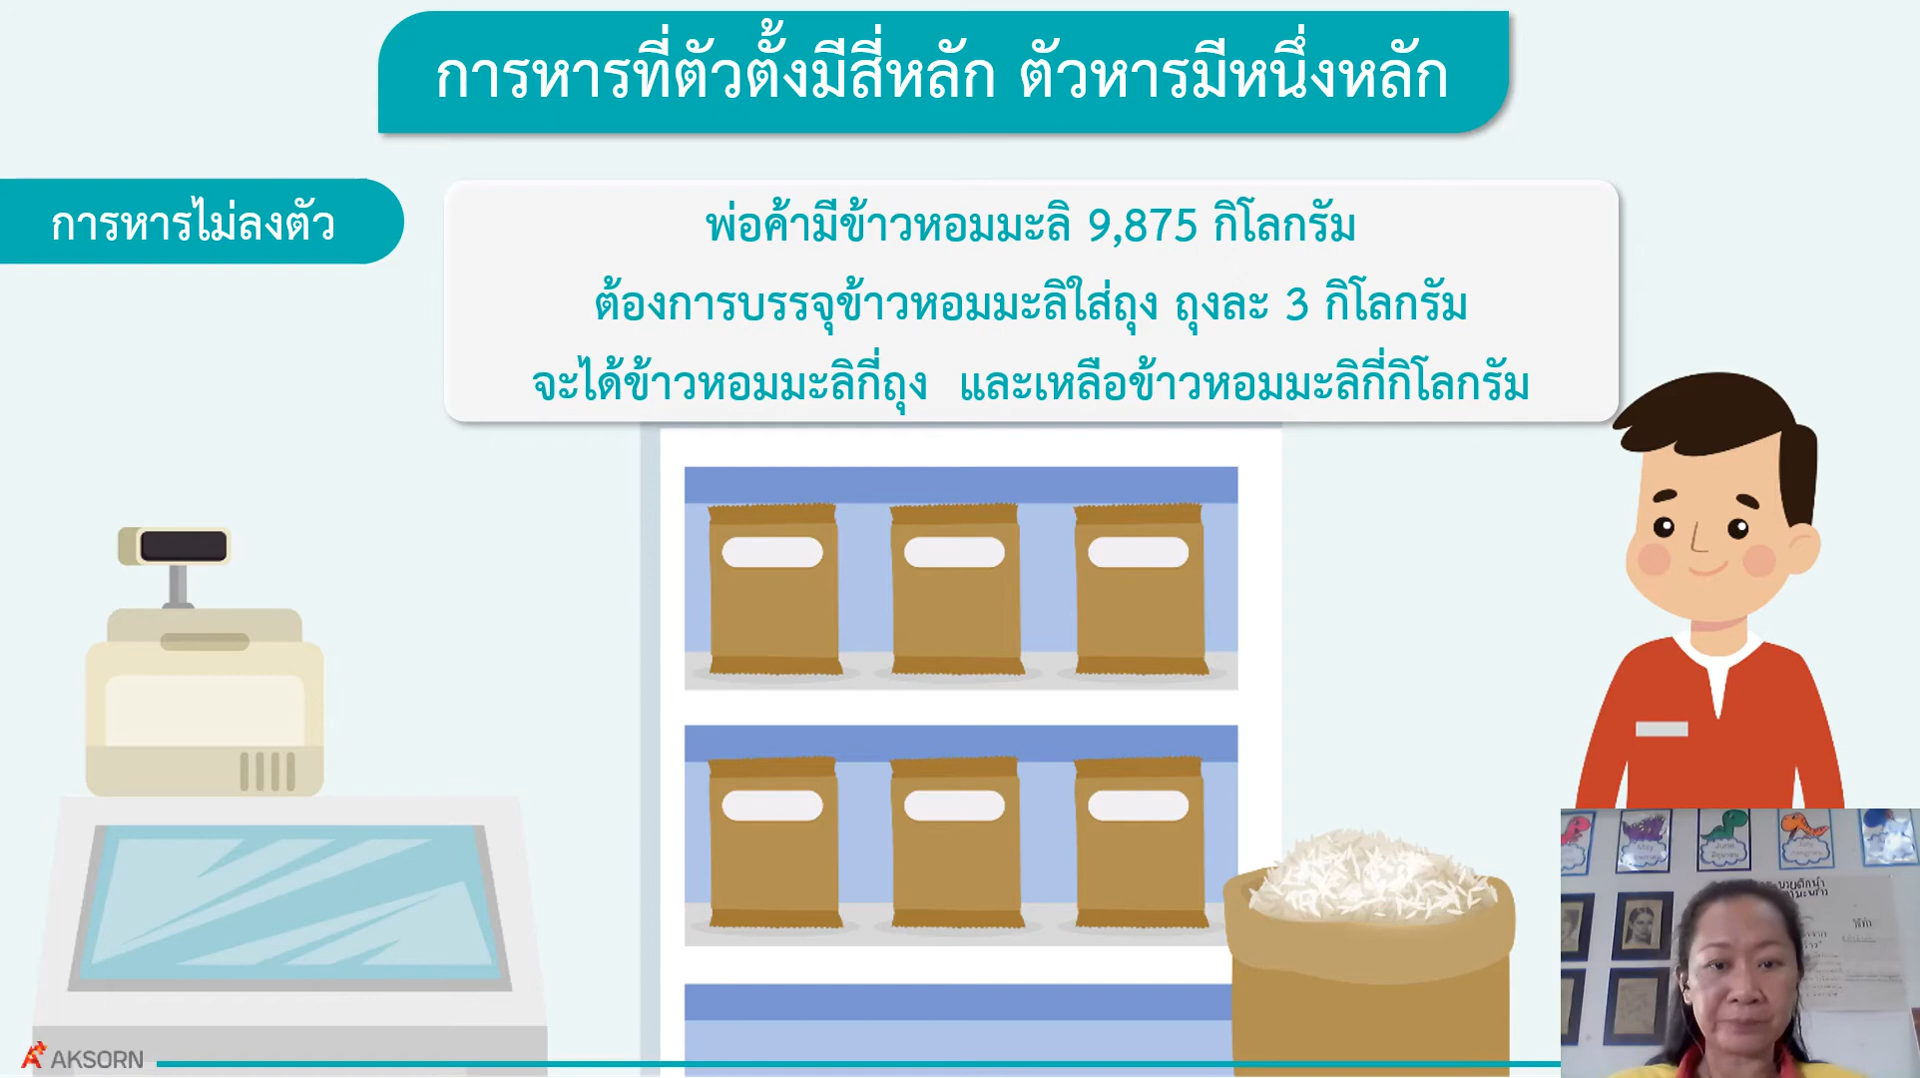 การหารที่ตัวตั้งมีสี่หลัก ตัวหารมีหนึ่งหลัก
การหารไม่ลงตัว
พ่อค้ามีข้าวหอมมะลิ 9,875 กิโลกรัม
ต้องการบรรจุข้าวหอมมะลิใส่ถุง ถุงละ 3 กิโลกรัม
จะได้ข้าวหอมมะลิกี่ถุง และเหลือข้าวหอมมะลิกี่กิโลกรัม
AKSORN